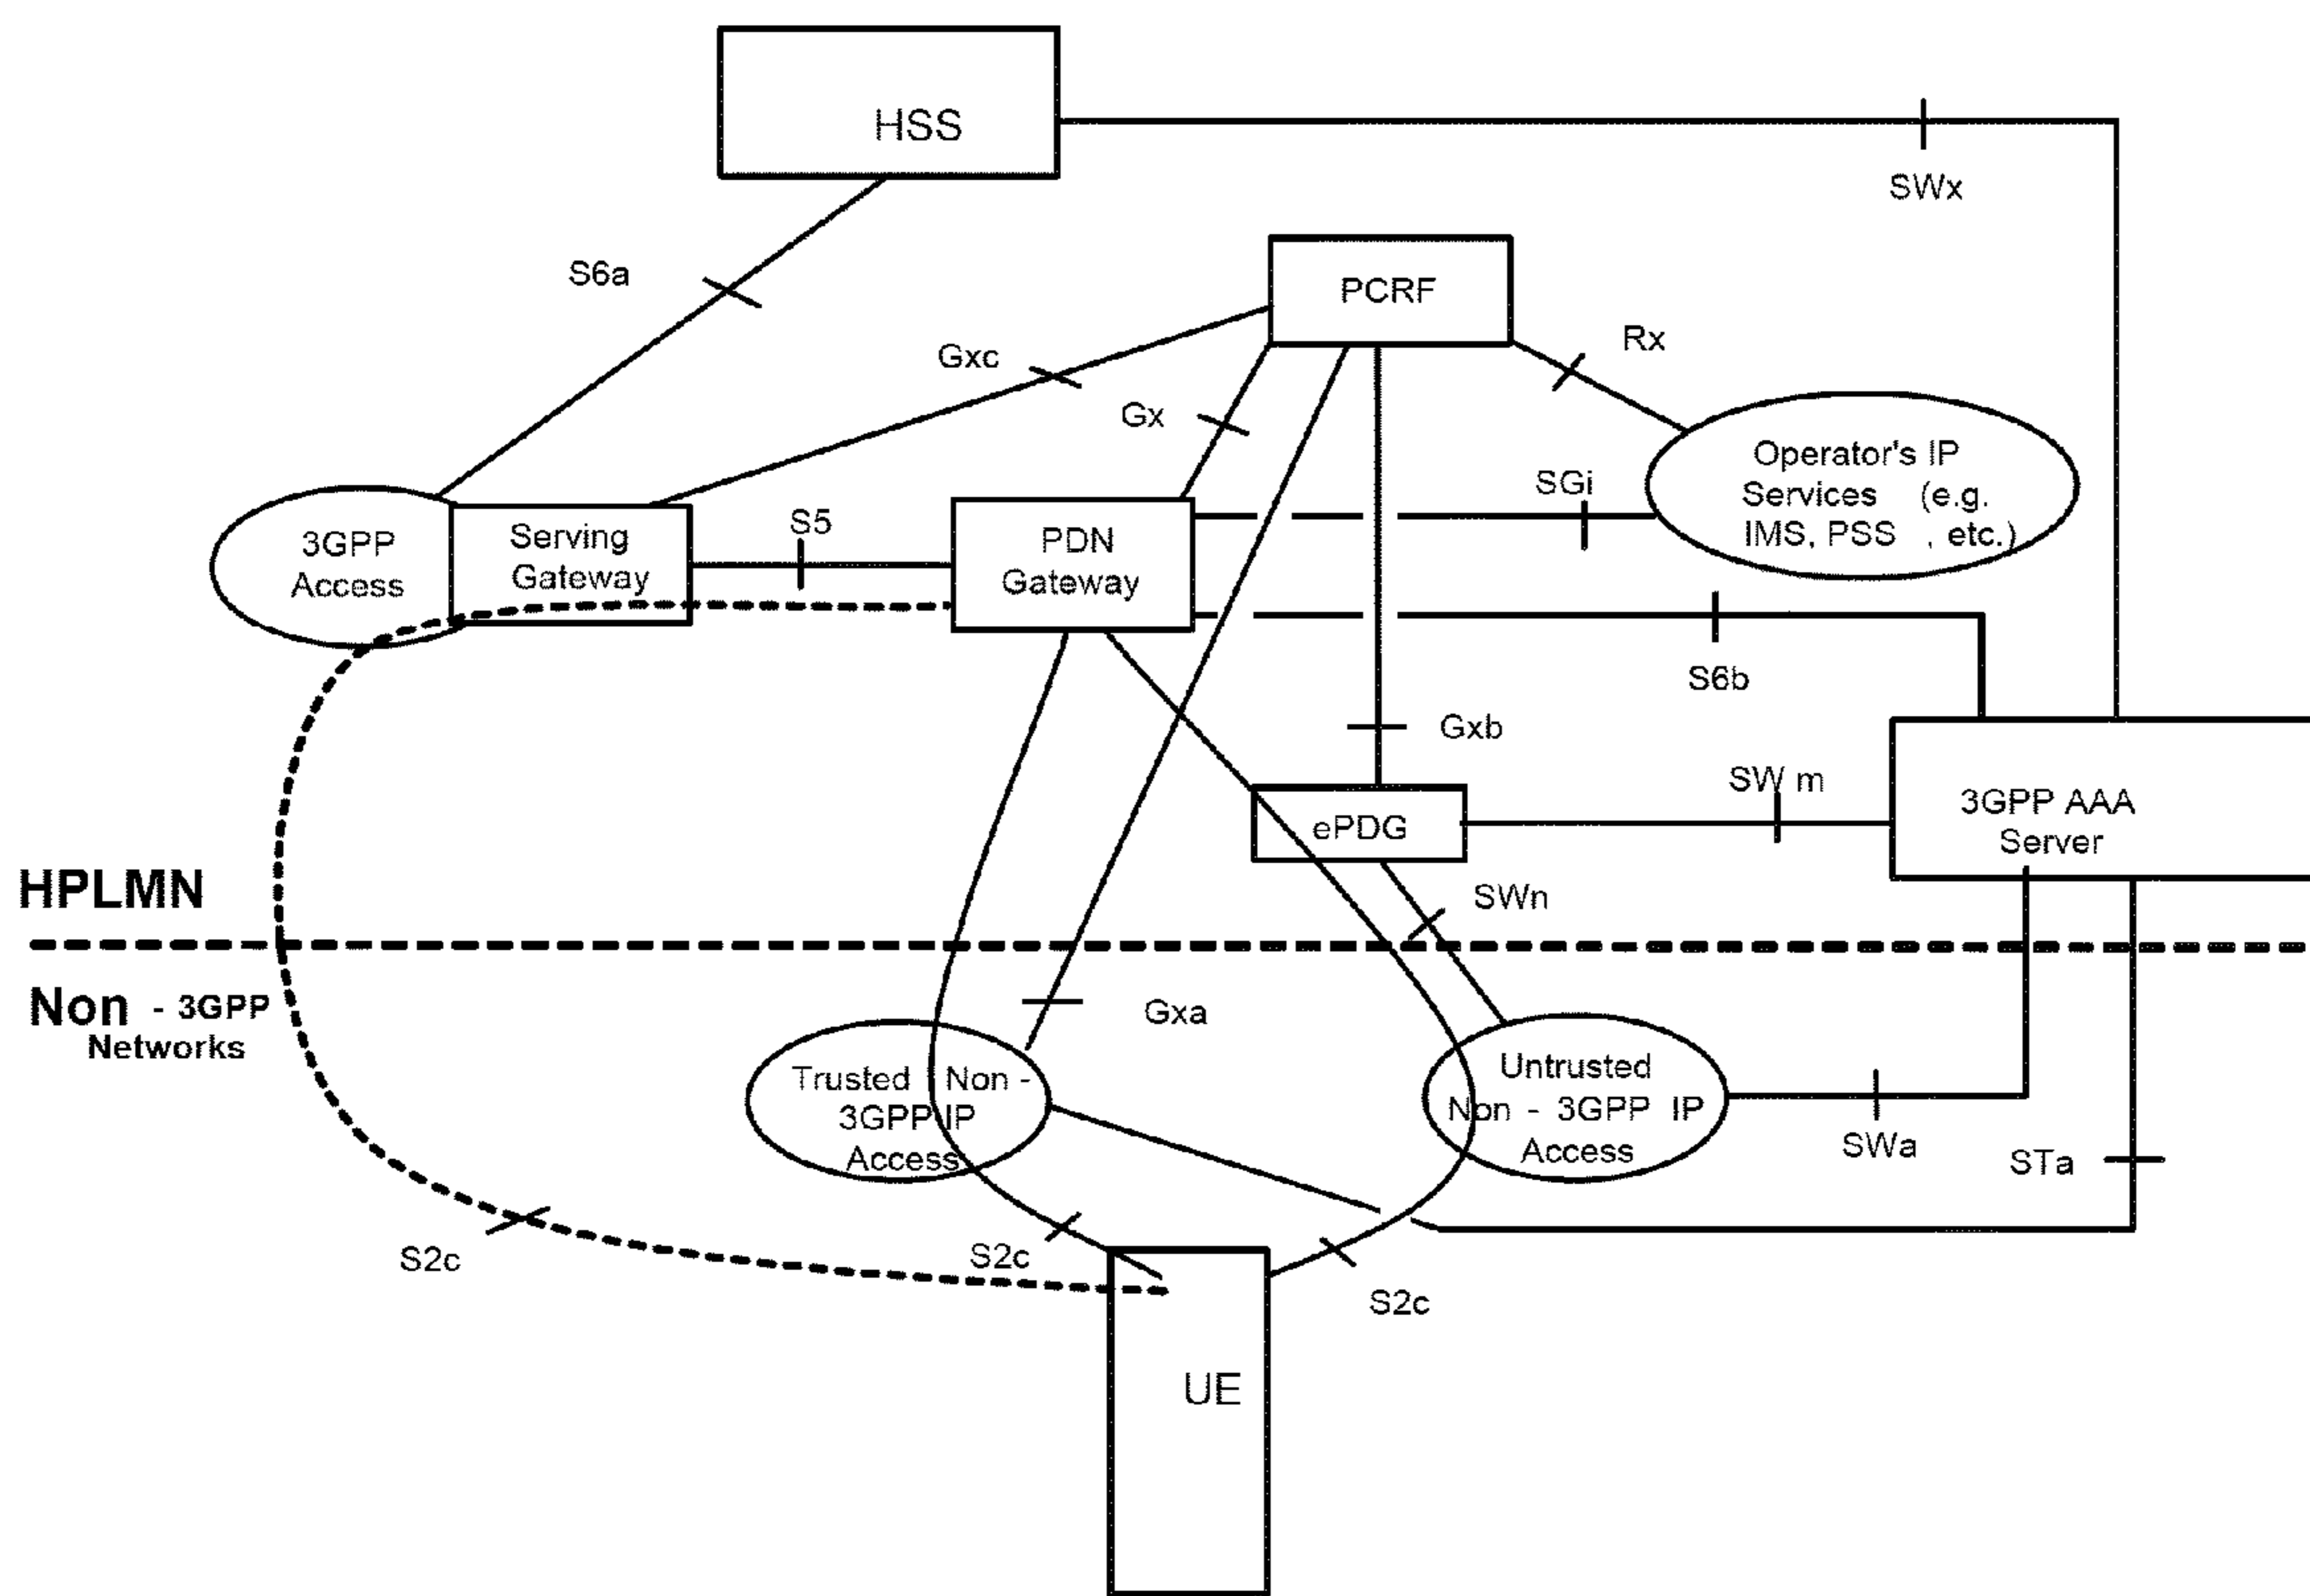 HSS
SWx
S6a
PCRF
Rx
Gxc
Gx
Operator's IP
Services (e.g.
IMS, PSS , etc.)
SGi
S5
3GPP
Access
Serving
Gateway
PDN
Gateway
S6b
Gxb
SW m
3GPP AAA
Server
ePDG
HPLMN
SWn
Non - 3GPP
Networks
Gxa
Trusted Non -
3GPP IP
Access
Untrusted
Non - 3GPP IP
Access
SWa
STa
S2c
S2c
S2c
UE